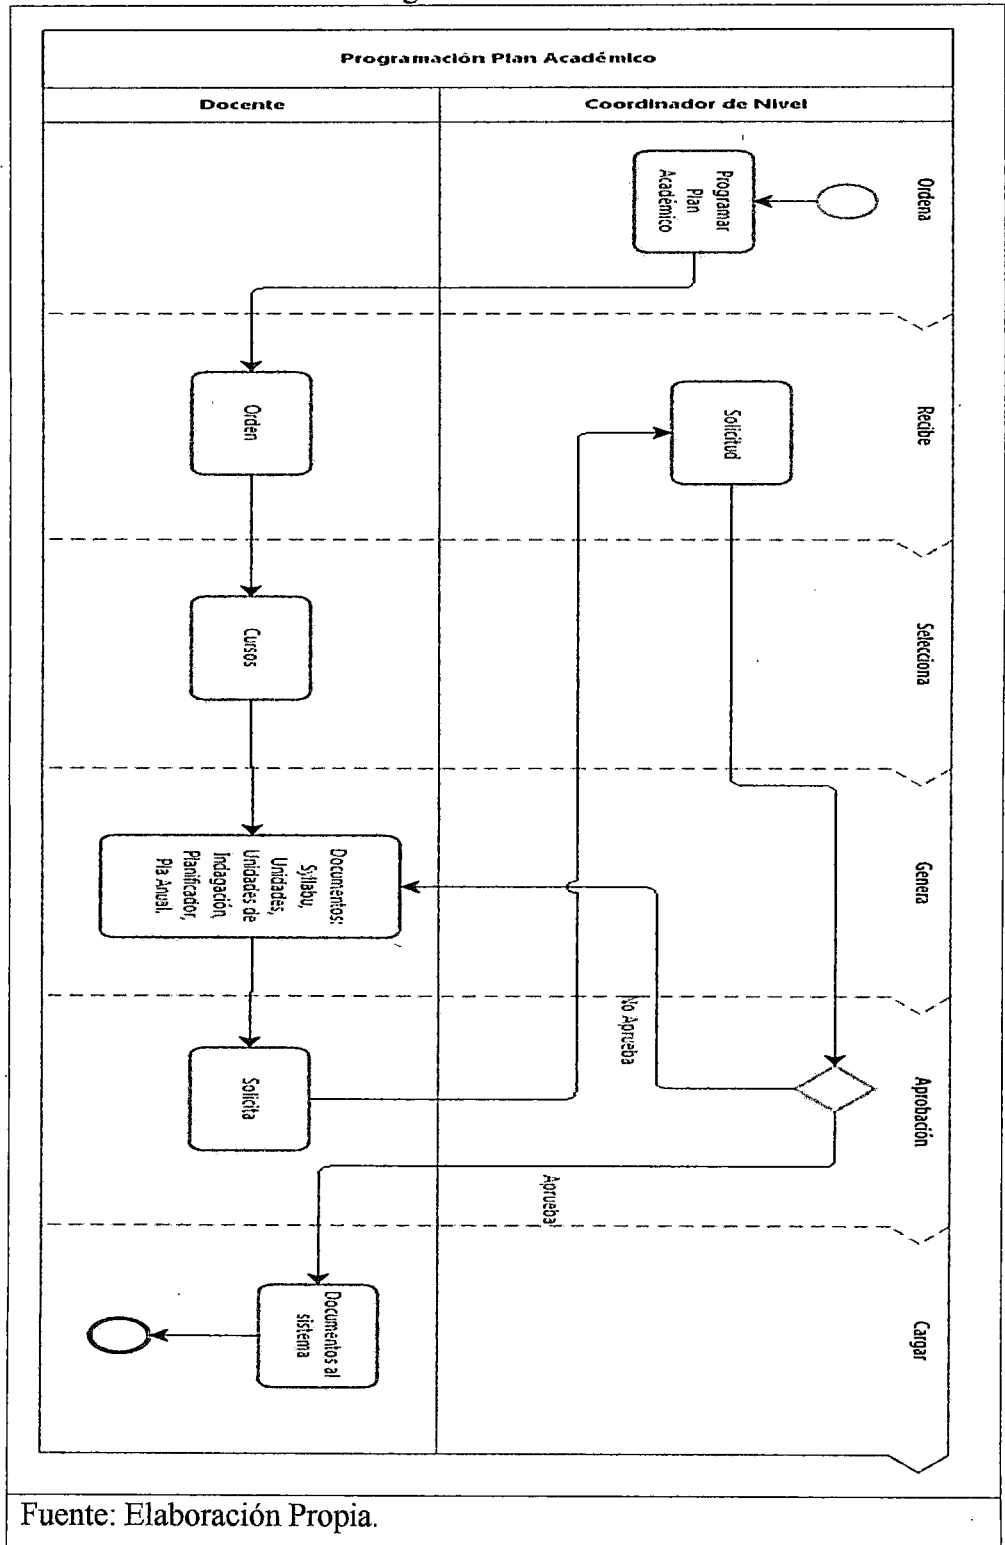 Programación Plan Académico
Docente
Coordinador de Nivel
Ordena
Programar
Plan
Académico
Recibe
Orden
Solicitud
Selecciona
Cursos
Genera
Documentos:
Syllabu,
Unidades,
Unidades de
Indagación,
Planificador,
Pla Anual.
Aprobación
No Aprueba
Solicita
Aprueba
Cargar
Documentos al
sistema
Fuente: Elaboración Propia.